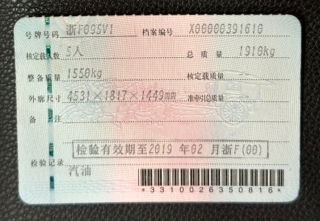 号牌号码 浙F095V1 档案编号 X00000391610
核定载人数 5人 总质量 1910kg
整备质量 1550kg 核定载质量
外廓尺寸 4531×1817×1449mm 准牵引总质量
备注
检验有效期至2019年02月浙F(00)
检验记录
汽油
*3310026350816*